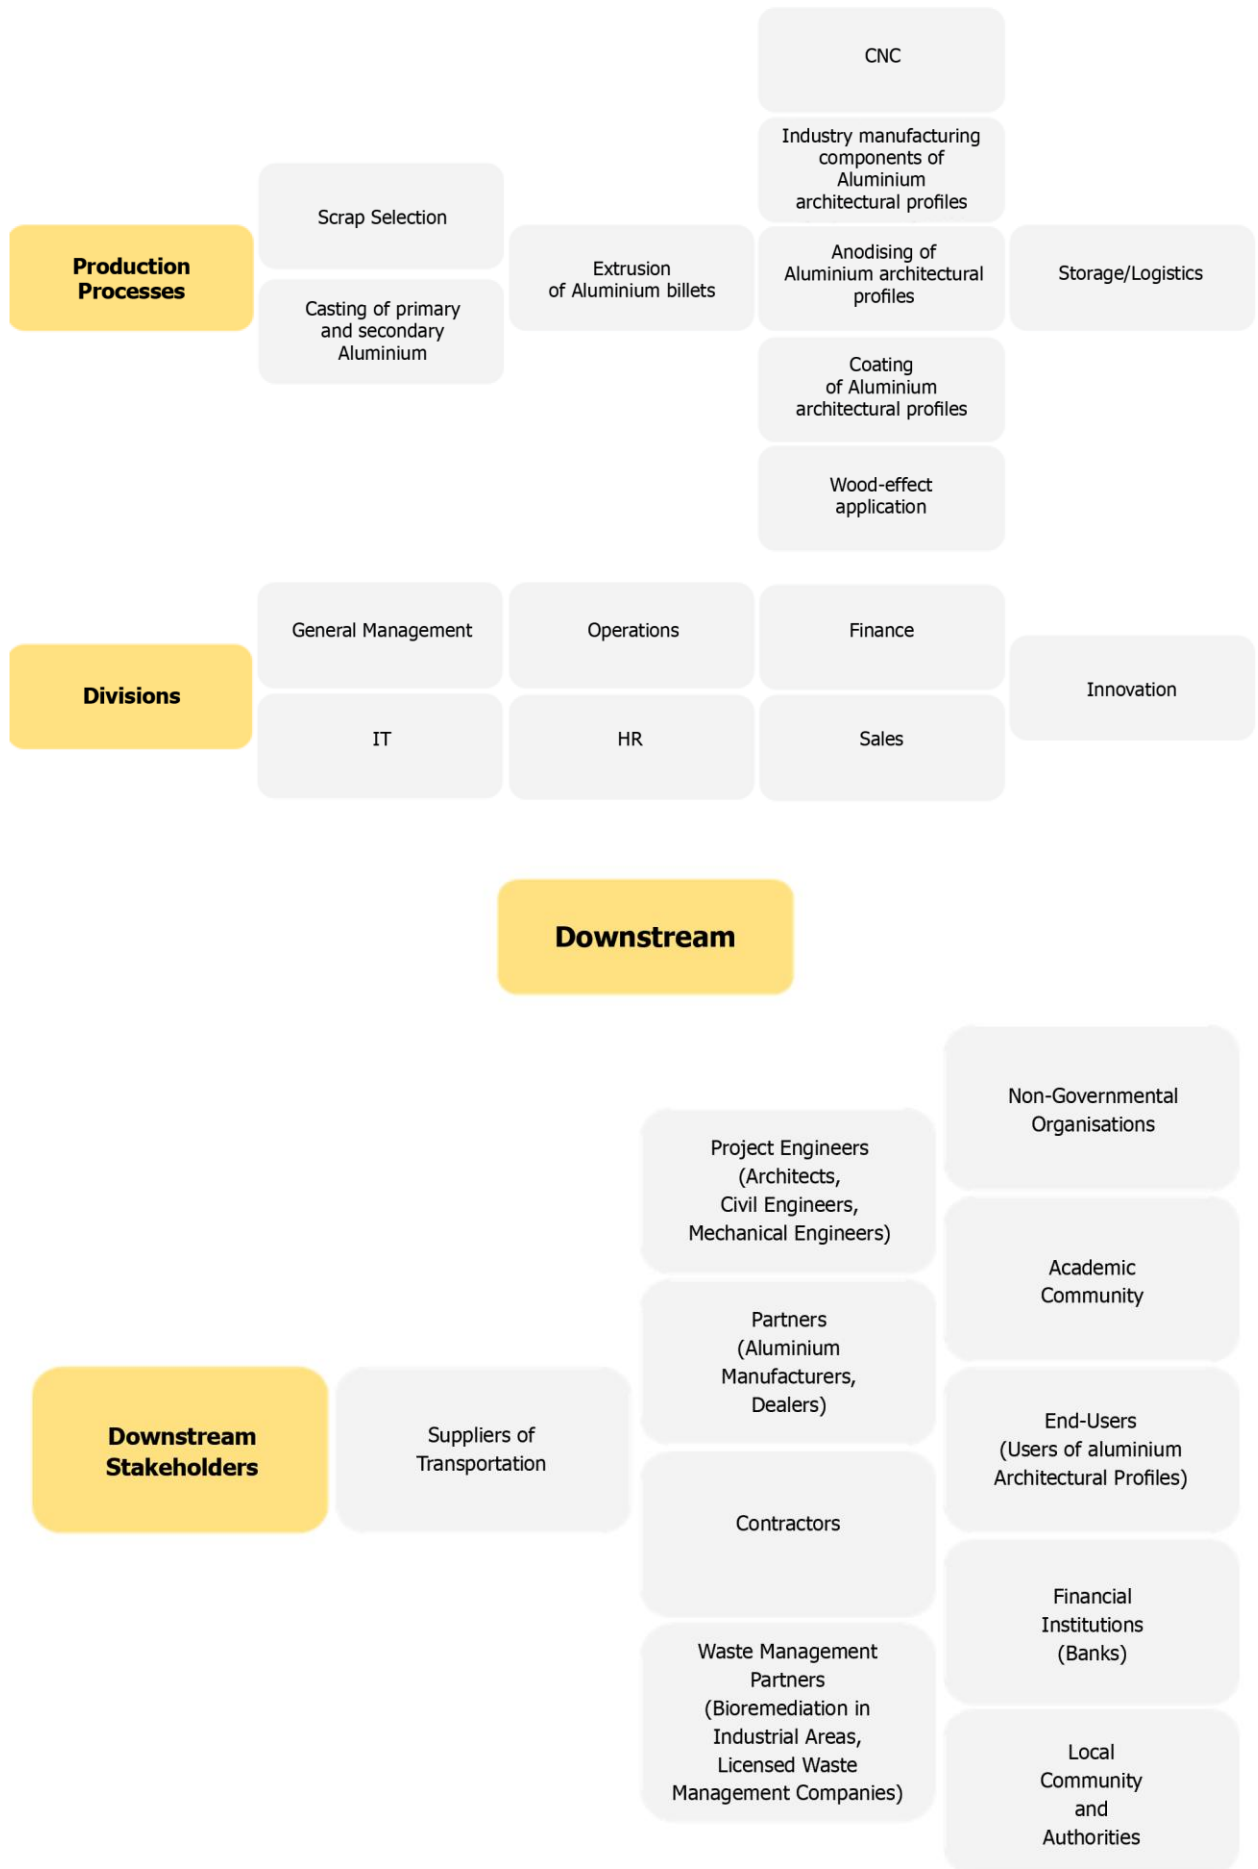 Production
Processes
Scrap Selection
Casting of primary
and secondary
Aluminium
Extrusion
of Aluminium billets
CNC
Industry manufacturing
components of
Aluminium
architectural profiles
Anodising of
Aluminium architectural
profiles
Coating
of Aluminium
architectural profiles
Wood-effect
application
Storage/Logistics
Divisions
General Management
Operations
Finance
IT
HR
Sales
Innovation
Downstream
Downstream
Stakeholders
Suppliers of
Transportation
Project Engineers
(Architects,
Civil Engineers,
Mechanical Engineers)
Partners
(Aluminium
Manufacturers,
Dealers)
Contractors
Waste Management
Partners
(Bioremediation in
Industrial Areas,
Licensed Waste
Management Companies)
Non-Governmental
Organisations
Academic
Community
End-Users
(Users of aluminium
Architectural Profiles)
Financial
Institutions
(Banks)
Local
Community
and
Authorities